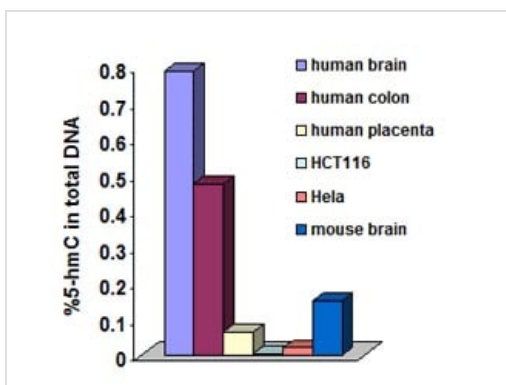 %5-hmC in total DNA
0.8
0.7
0.6
0.5
0.4
0.3
0.2
0.1
0
human brain
human colon
human placenta
HCT116
Hela
mouse brain